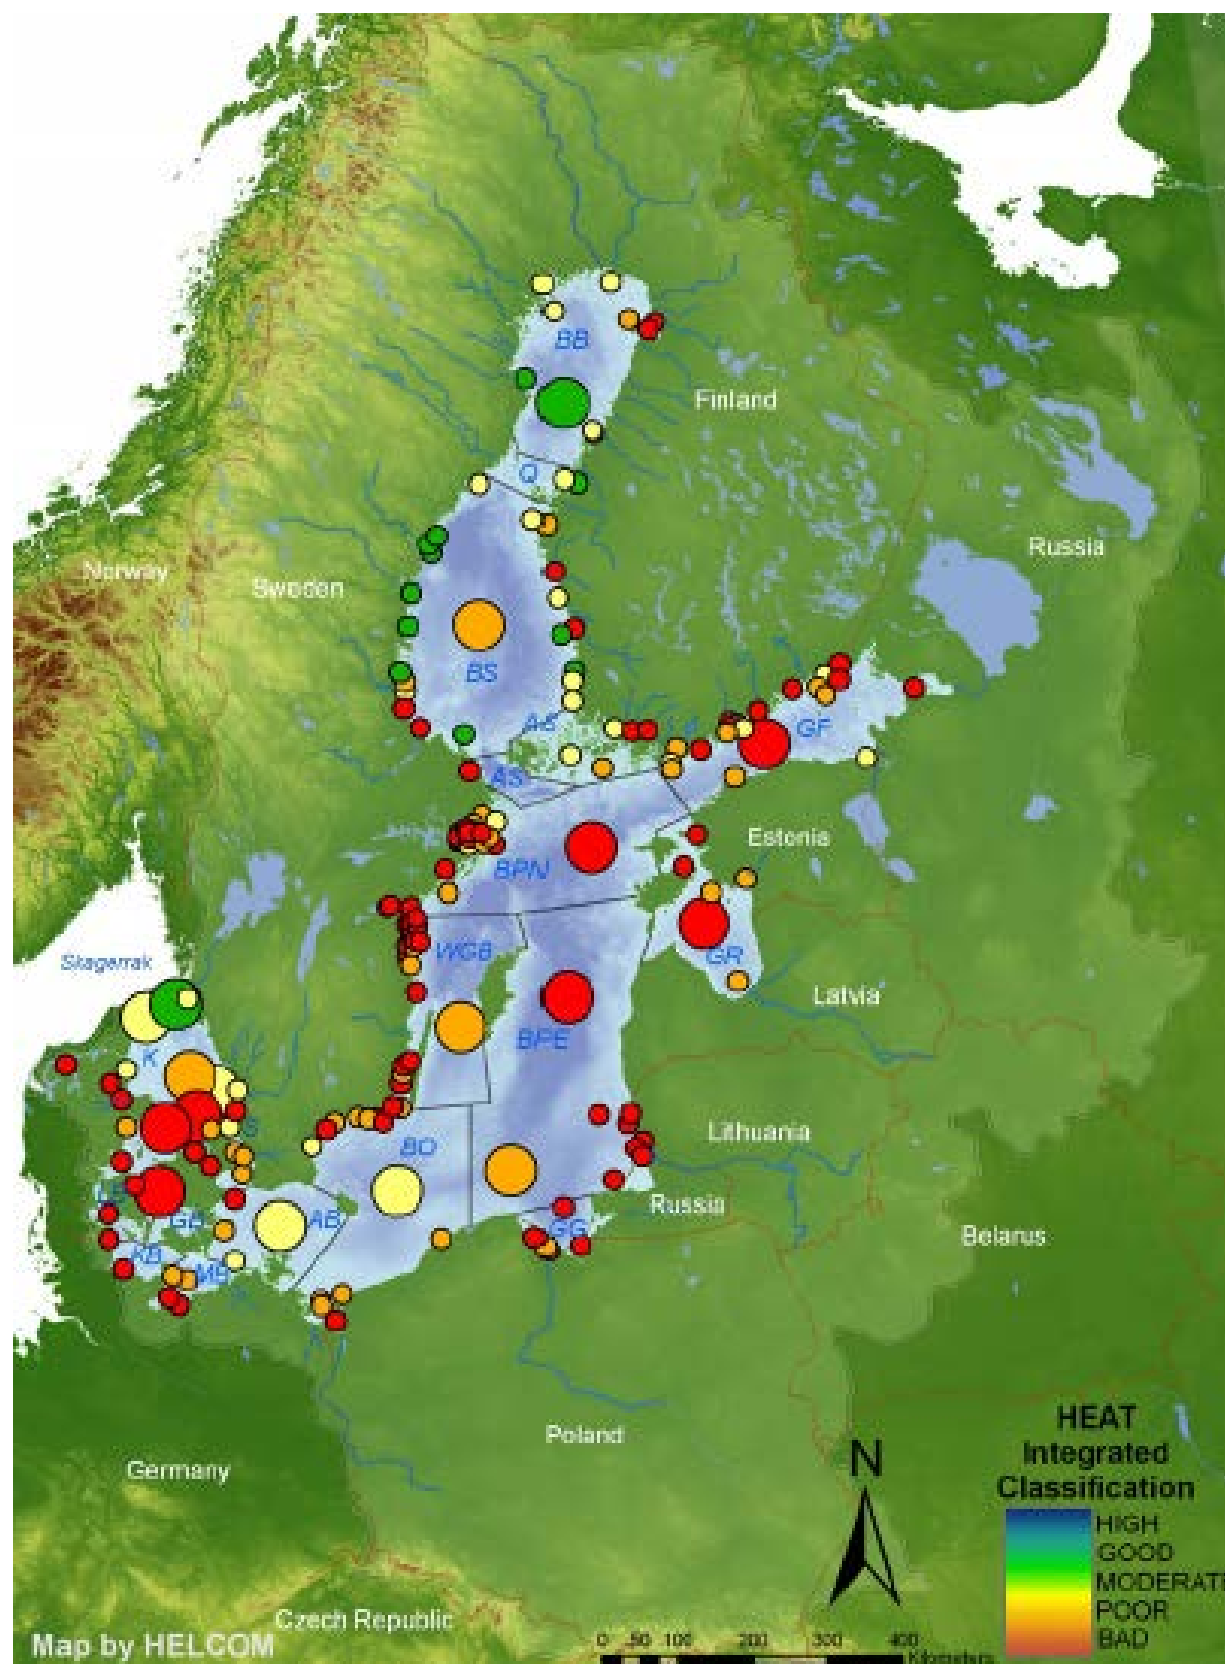 BB
Finland
Q
Russia
Norway
Sweden
BS
AS
GF
AS
Estonia
BPN
WGB
Skagerrak
GR
Latvia
BPE
K
Lithuania
BO
S
Russia
GB
AB
GG
Belarus
KB
MB
Poland
Germany
Czech Republic
Map by HELCOM
N
HEAT
Integrated
Classification
HIGH
GOOD
MODERATE
POOR
BAD
0 50 100 200 300 400
Kilometers